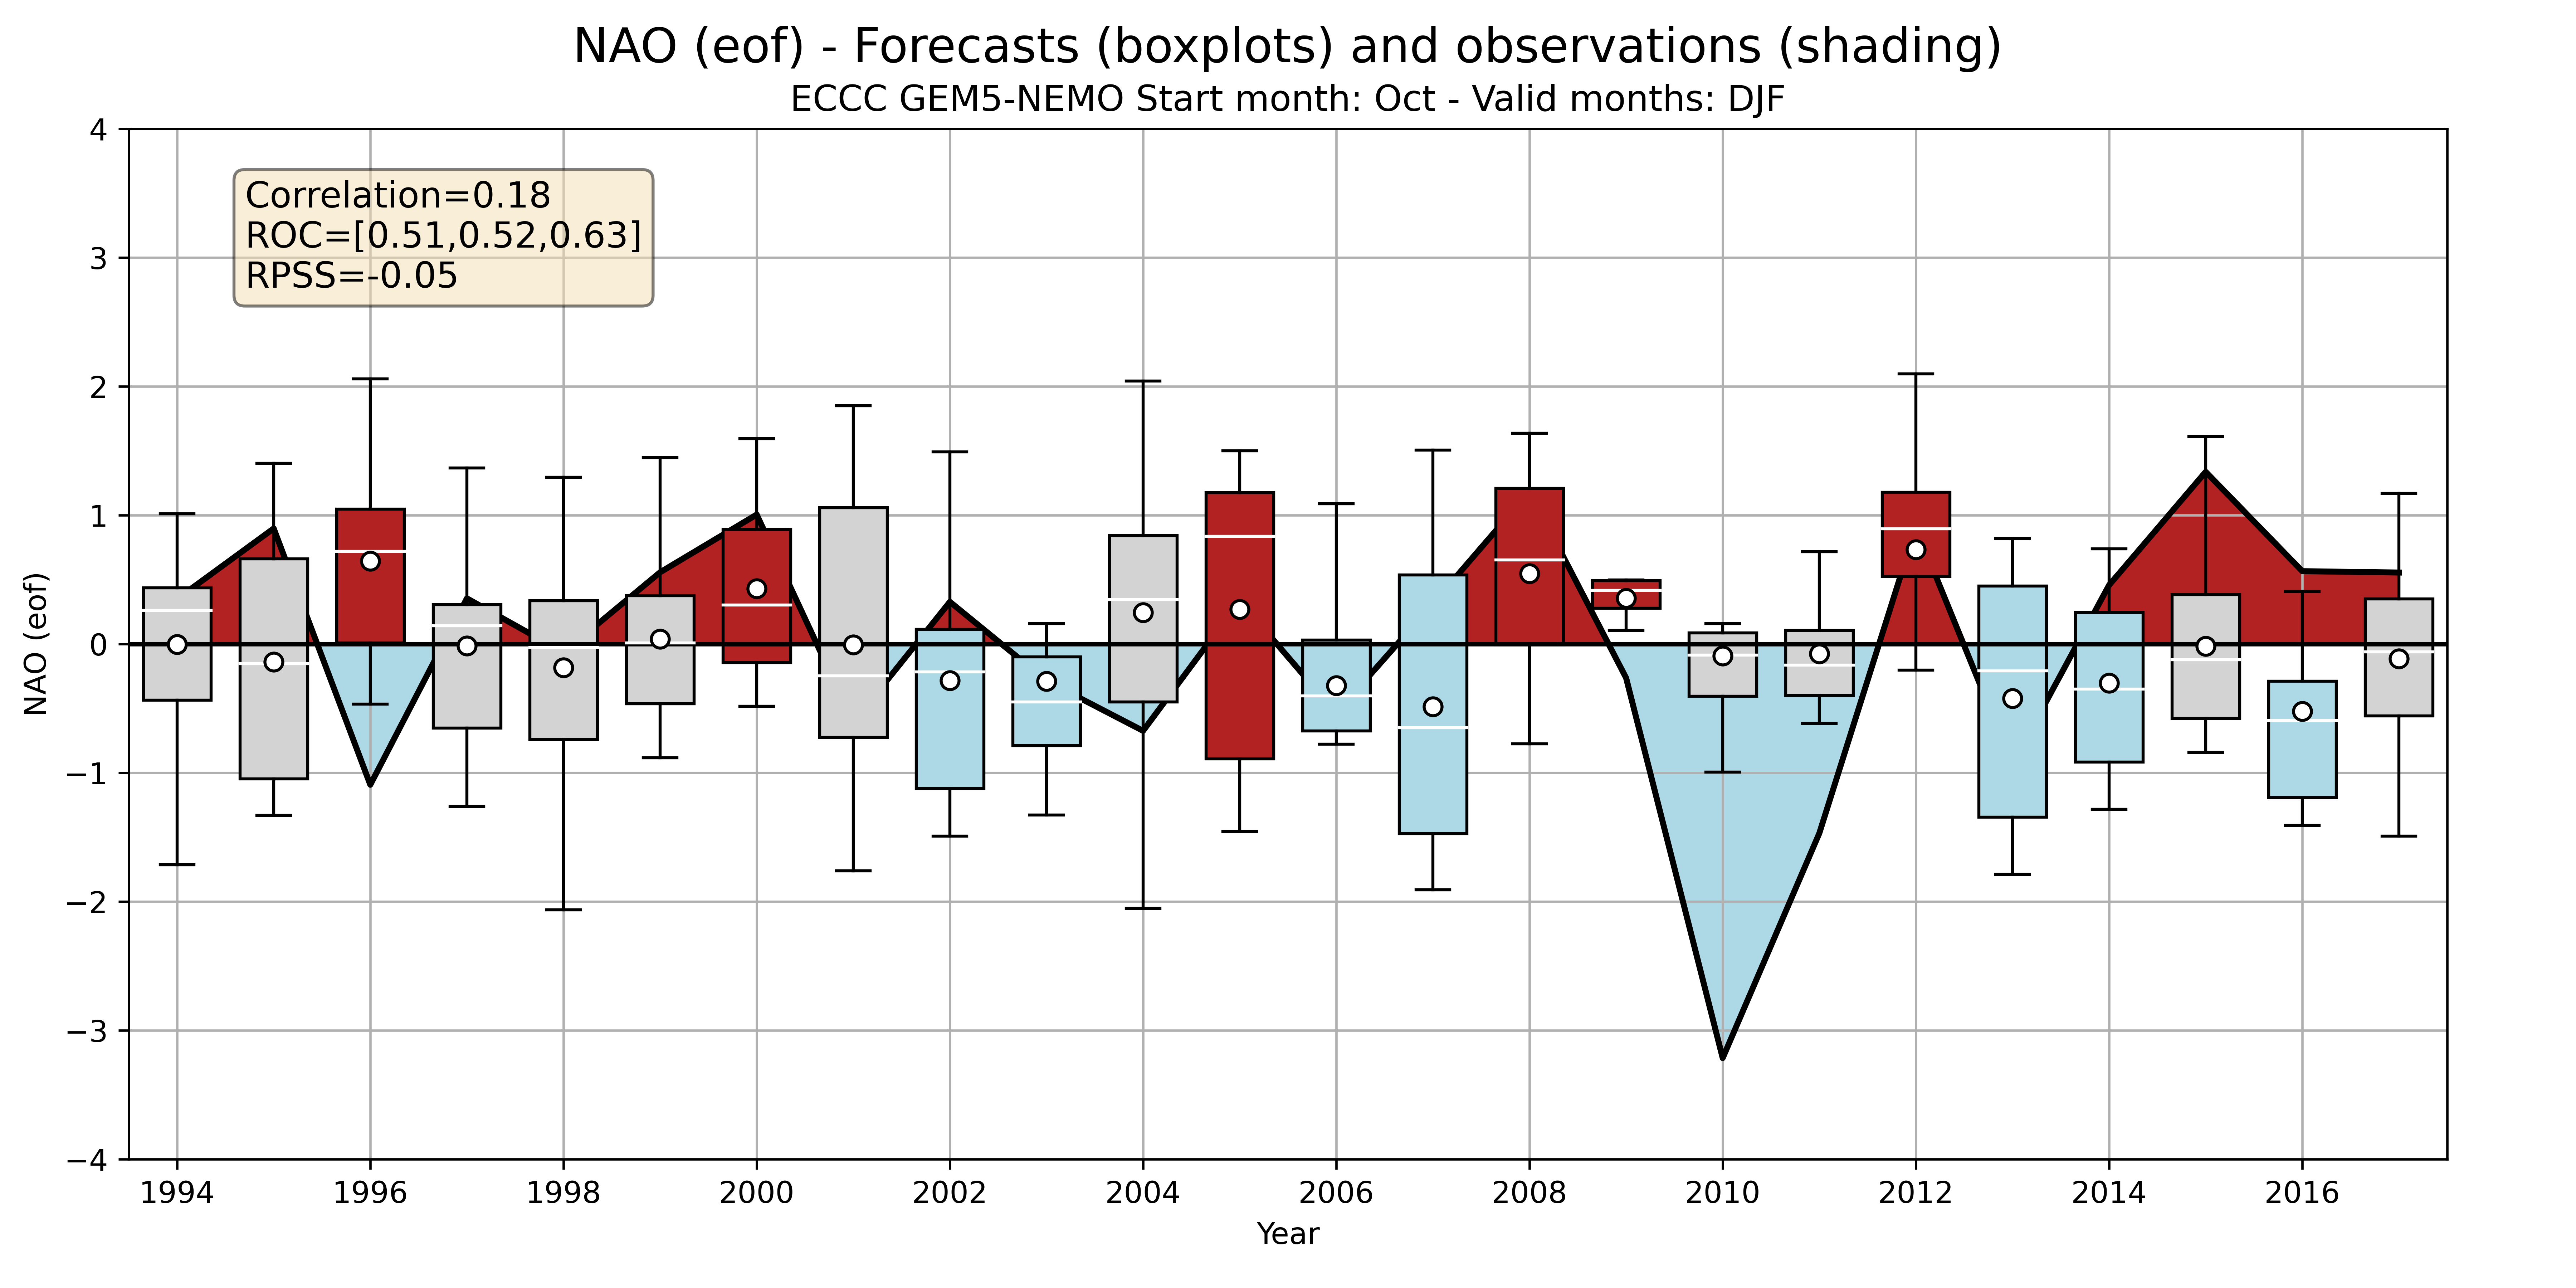 NAO (eof) - Forecasts (boxplots) and observations (shading)
ECCC GEM5-NEMO Start month: Oct - Valid months: DJF
Correlation=0.18
ROC=[0.51,0.52,0.63]
RPSS=-0.05
NAO (eof)
4
3
2
1
0
−1
−2
−3
−4
1994 1996 1998 2000 2002 2004 2006 2008 2010 2012 2014 2016
Year